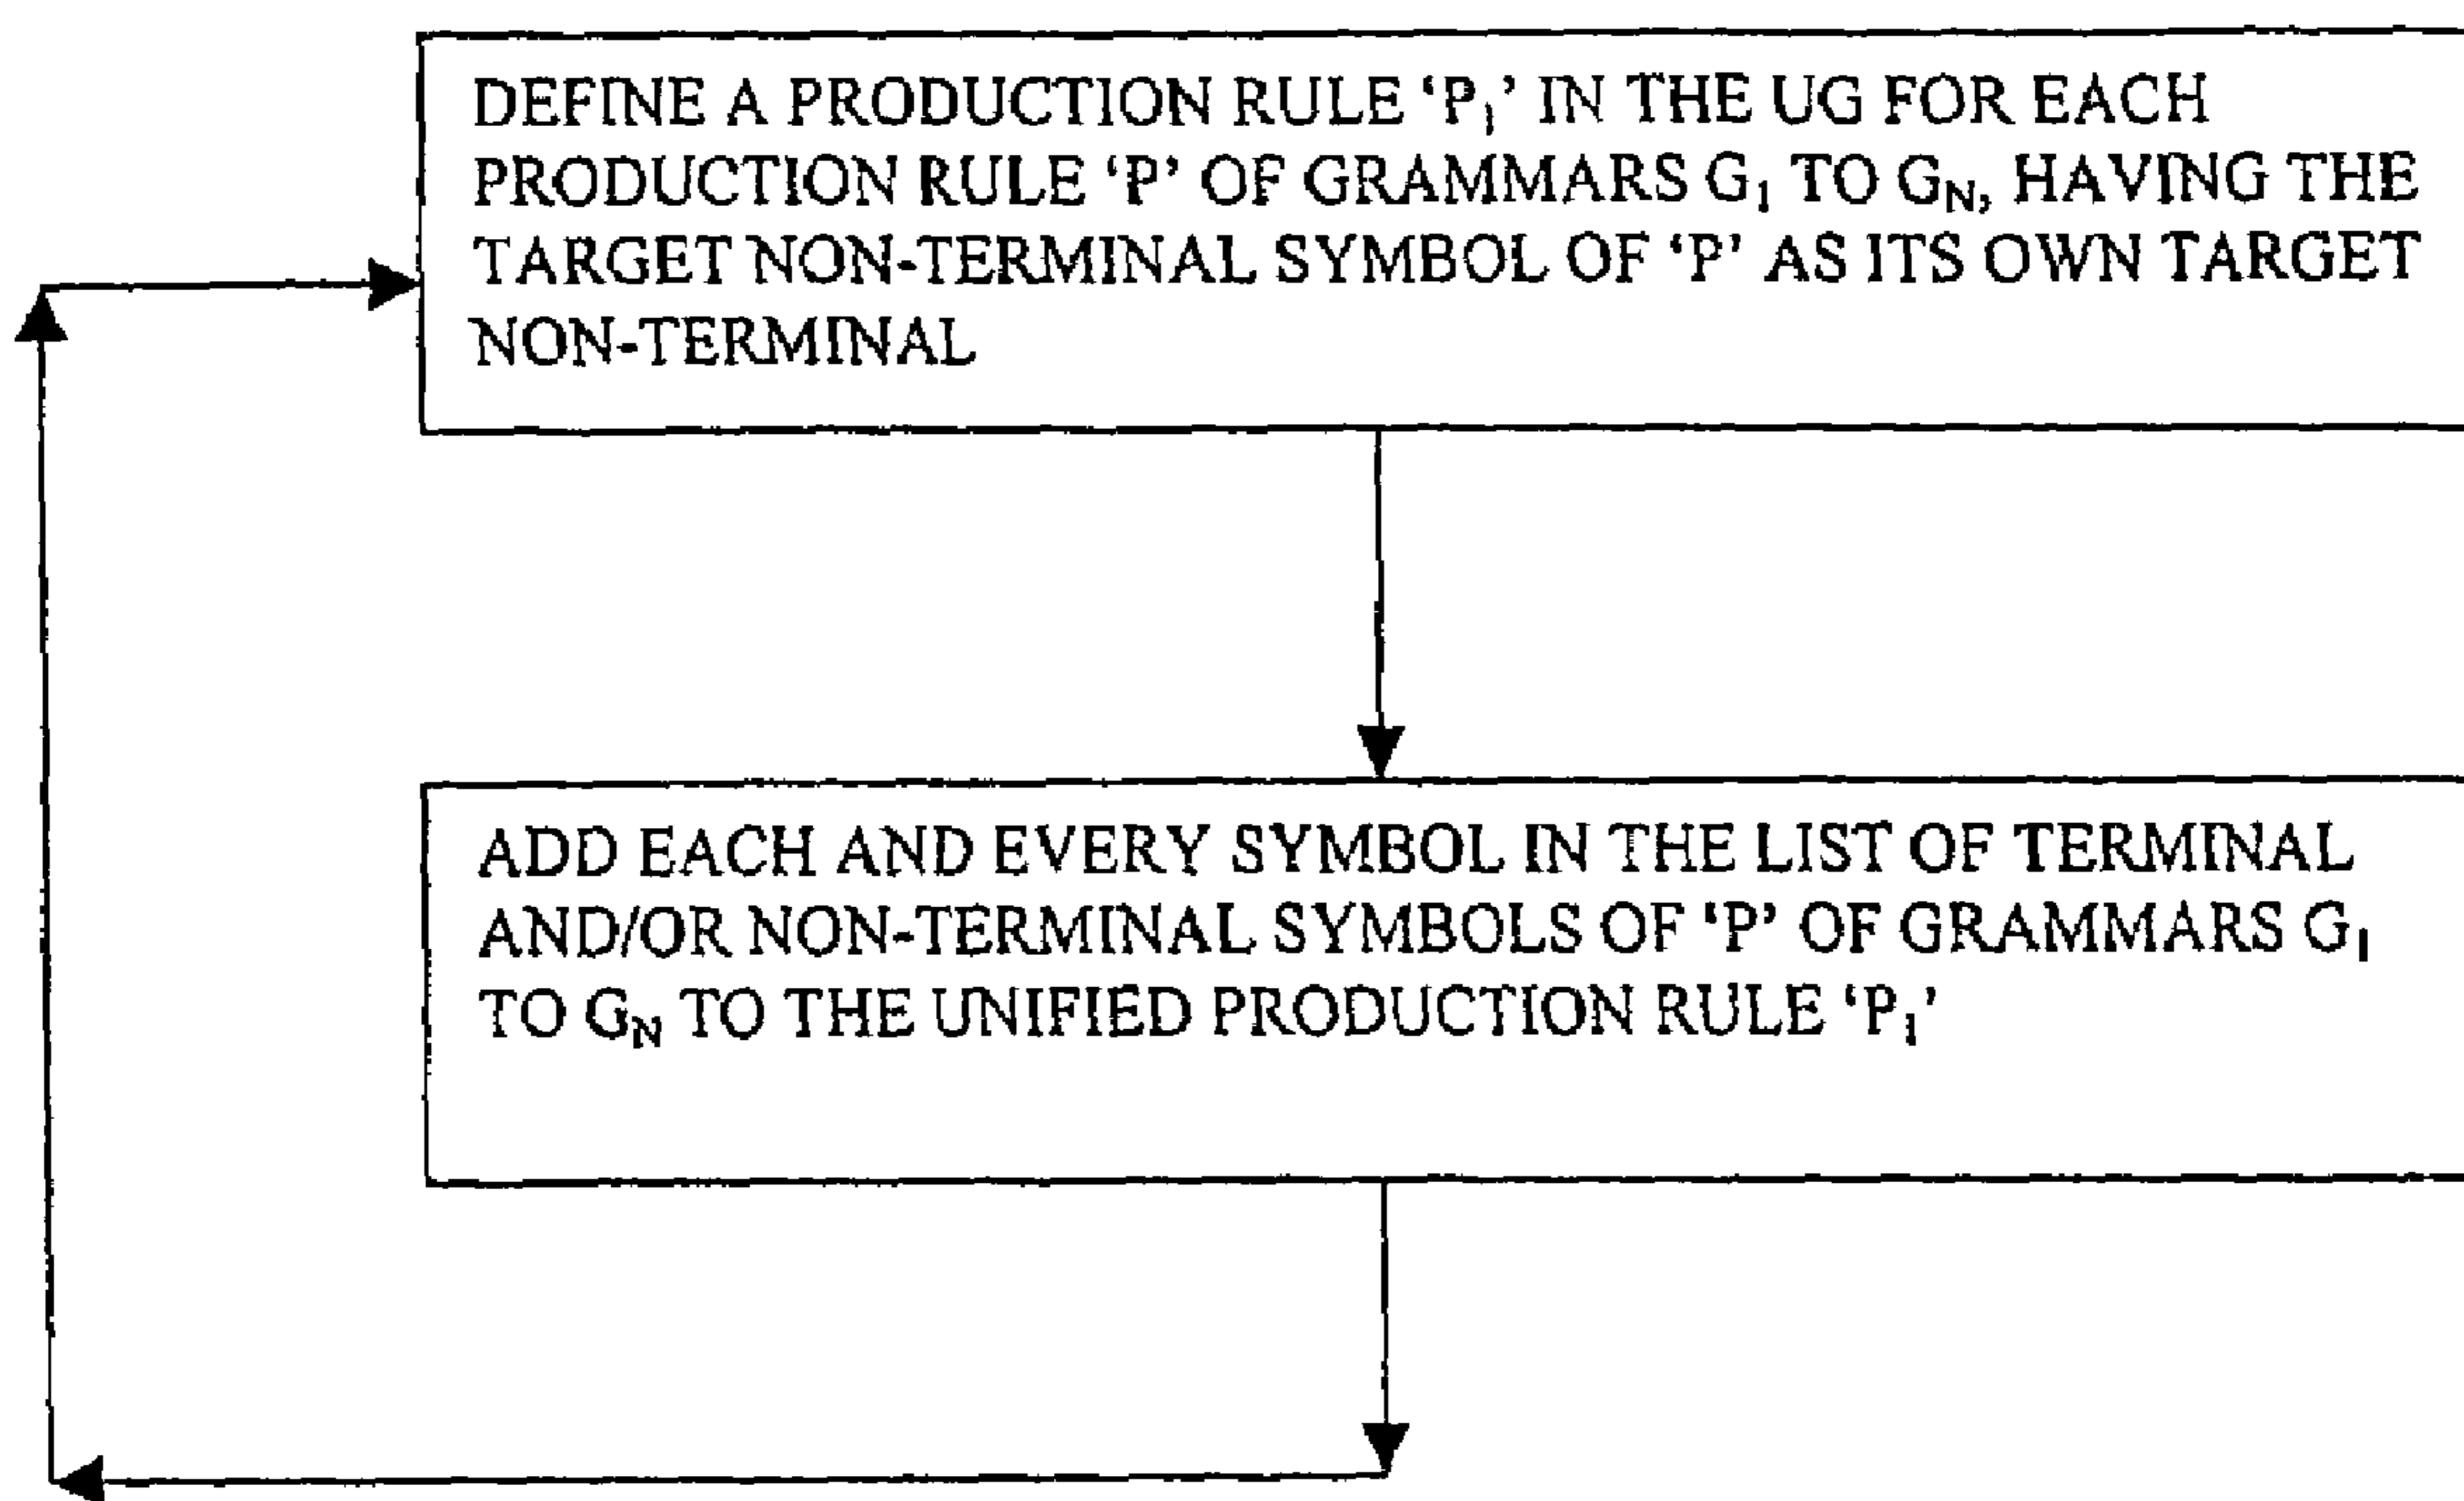 DEFINE A PRODUCTION RULE ‘P₁’ IN THE UG FOR EACH
PRODUCTION RULE ‘P’ OF GRAMMARS G₁ TO G_N, HAVING THE
TARGET NON-TERMINAL SYMBOL OF ‘P’ AS ITS OWN TARGET
NON-TERMINAL
ADD EACH AND EVERY SYMBOL IN THE LIST OF TERMINAL
AND/OR NON-TERMINAL SYMBOLS OF ‘P’ OF GRAMMARS G₁
TO G_N TO THE UNIFIED PRODUCTION RULE ‘P₁’